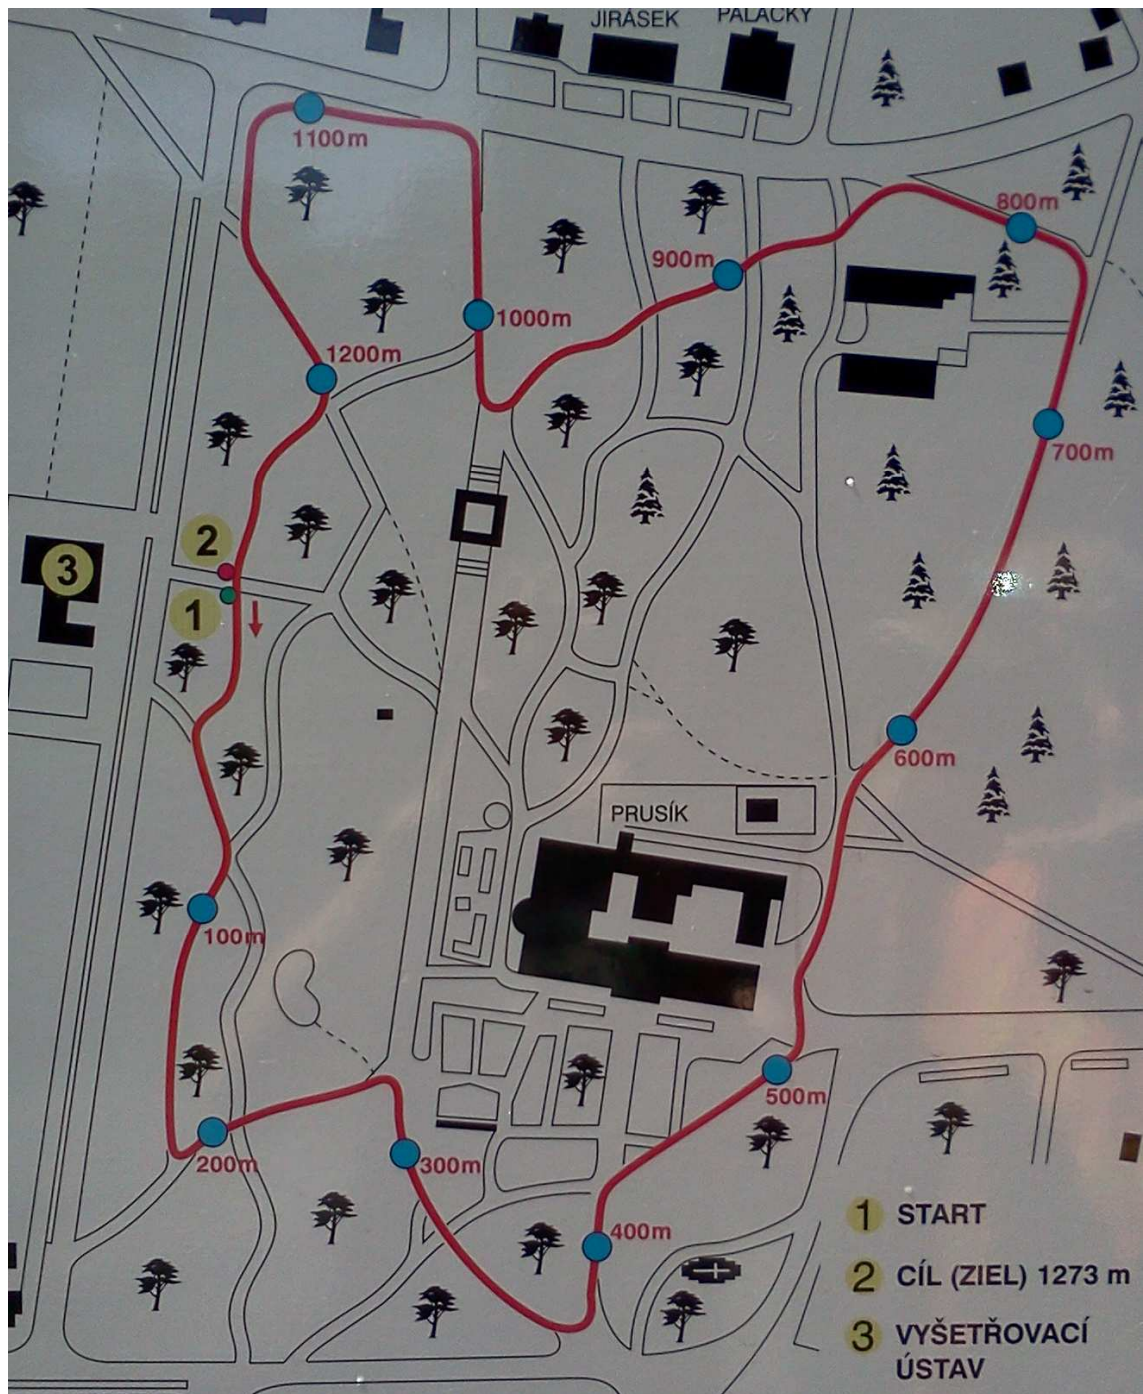 JIRÁSEK
PALACKÝ
1100m
800m
900m
1000m
1200m
700m
2
3
1
600m
PRUSÍK
100m
500m
200m
300m
400m
1 START
2 CÍL (ZIEL) 1273 m
3 VYŠETŘOVACÍ
ÚSTAV